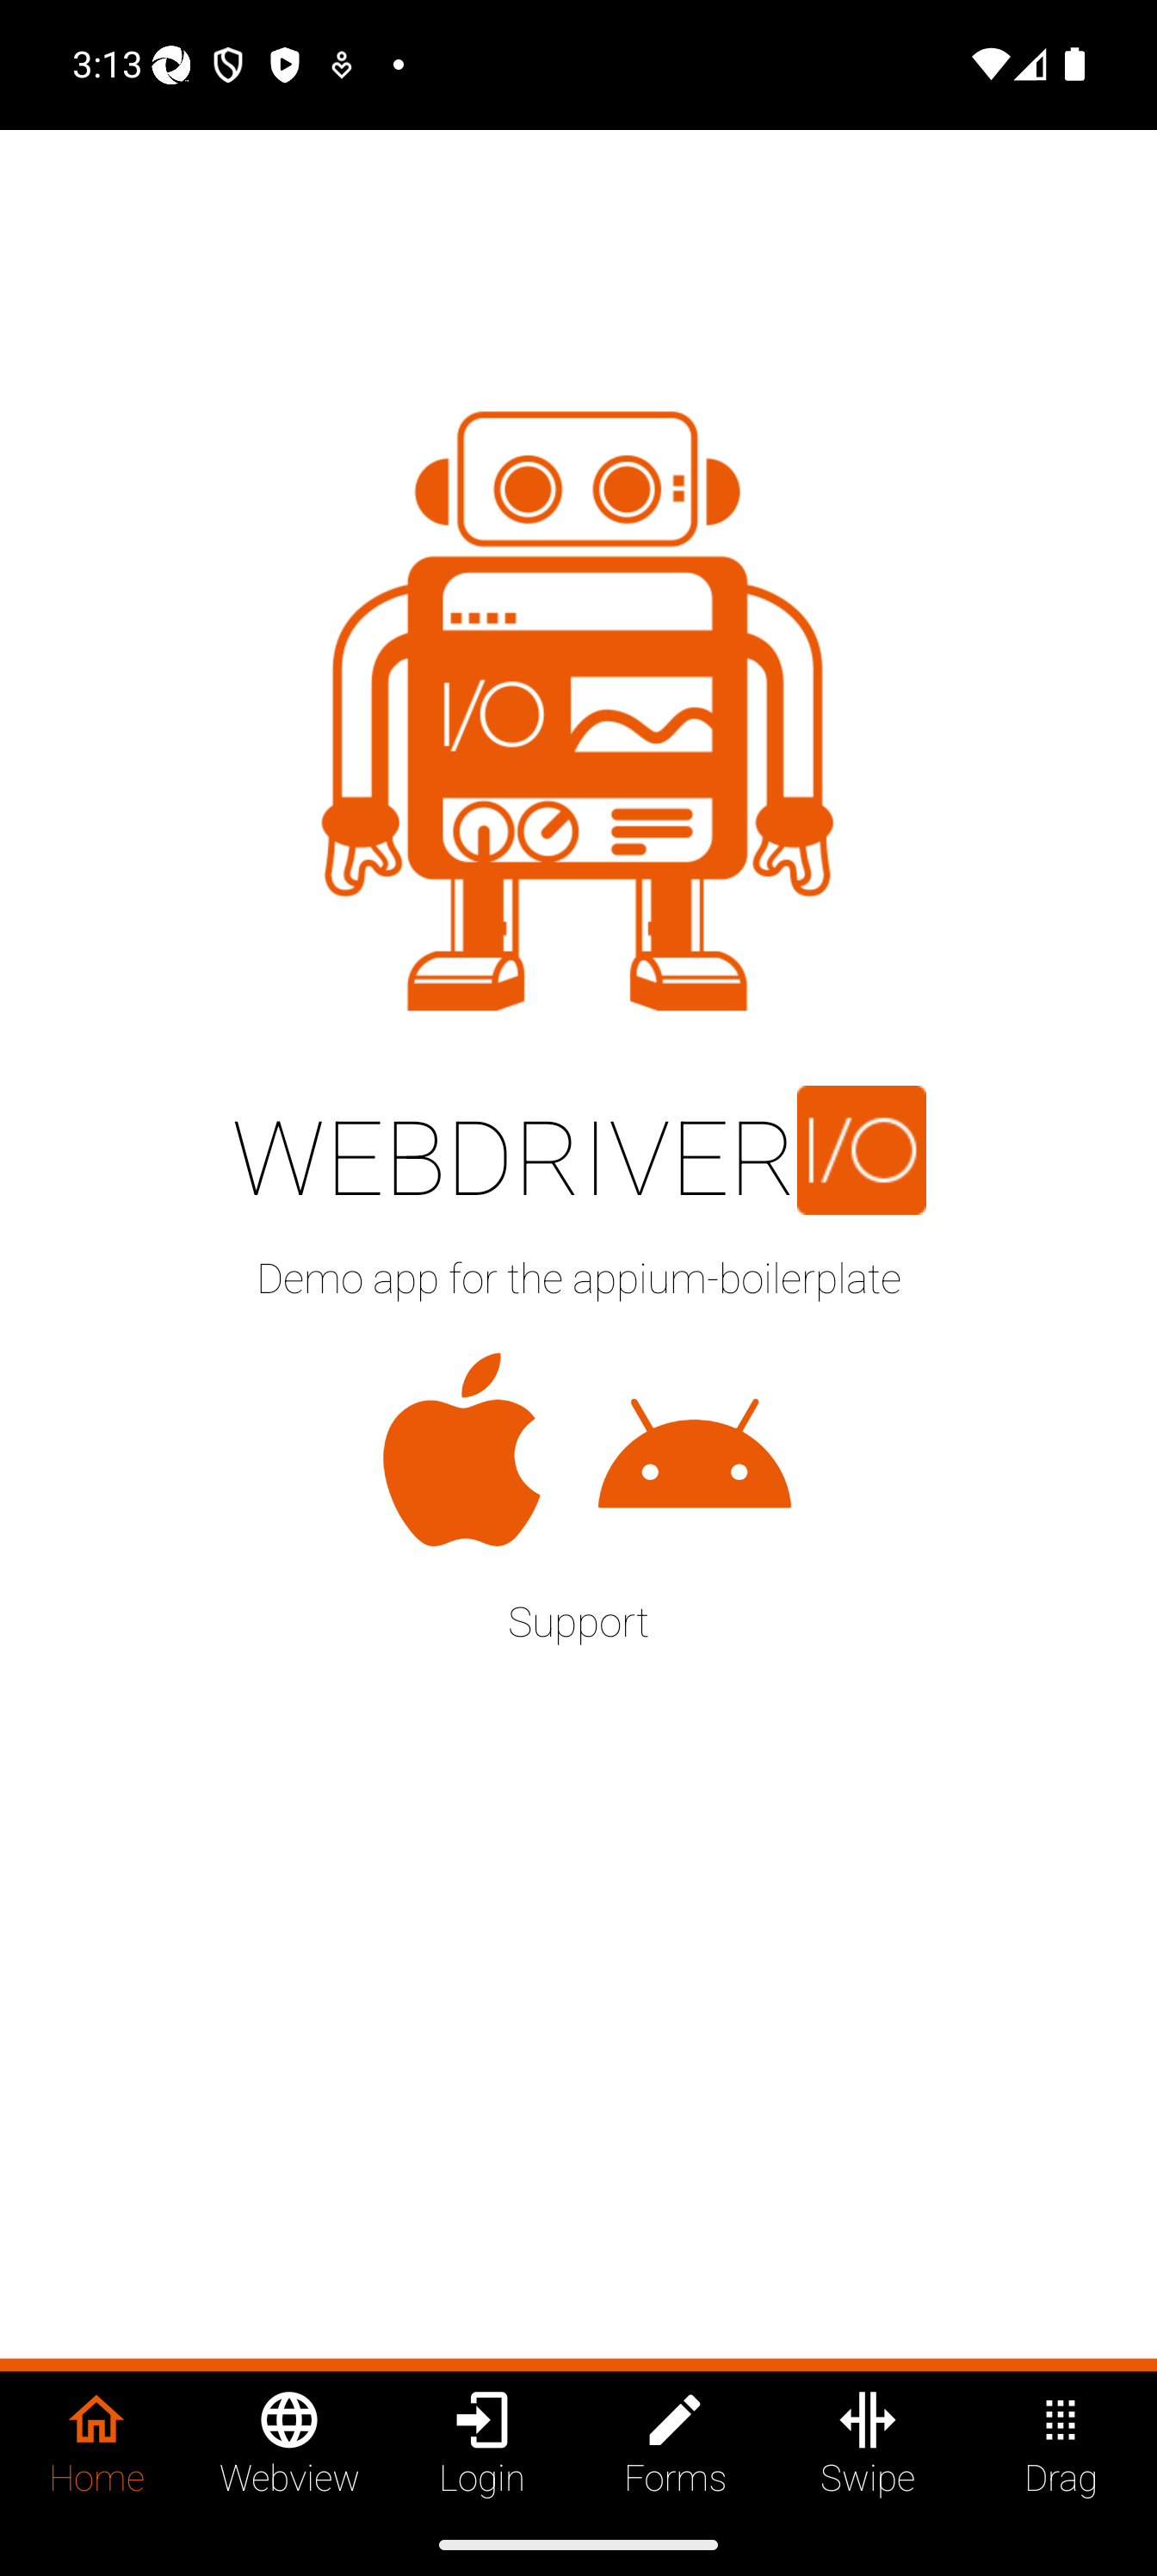 3:13
I/O
WEBDRIVER I/O
Demo app for the appium-boilerplate
Support
Home Webview Login Forms Swipe Drag